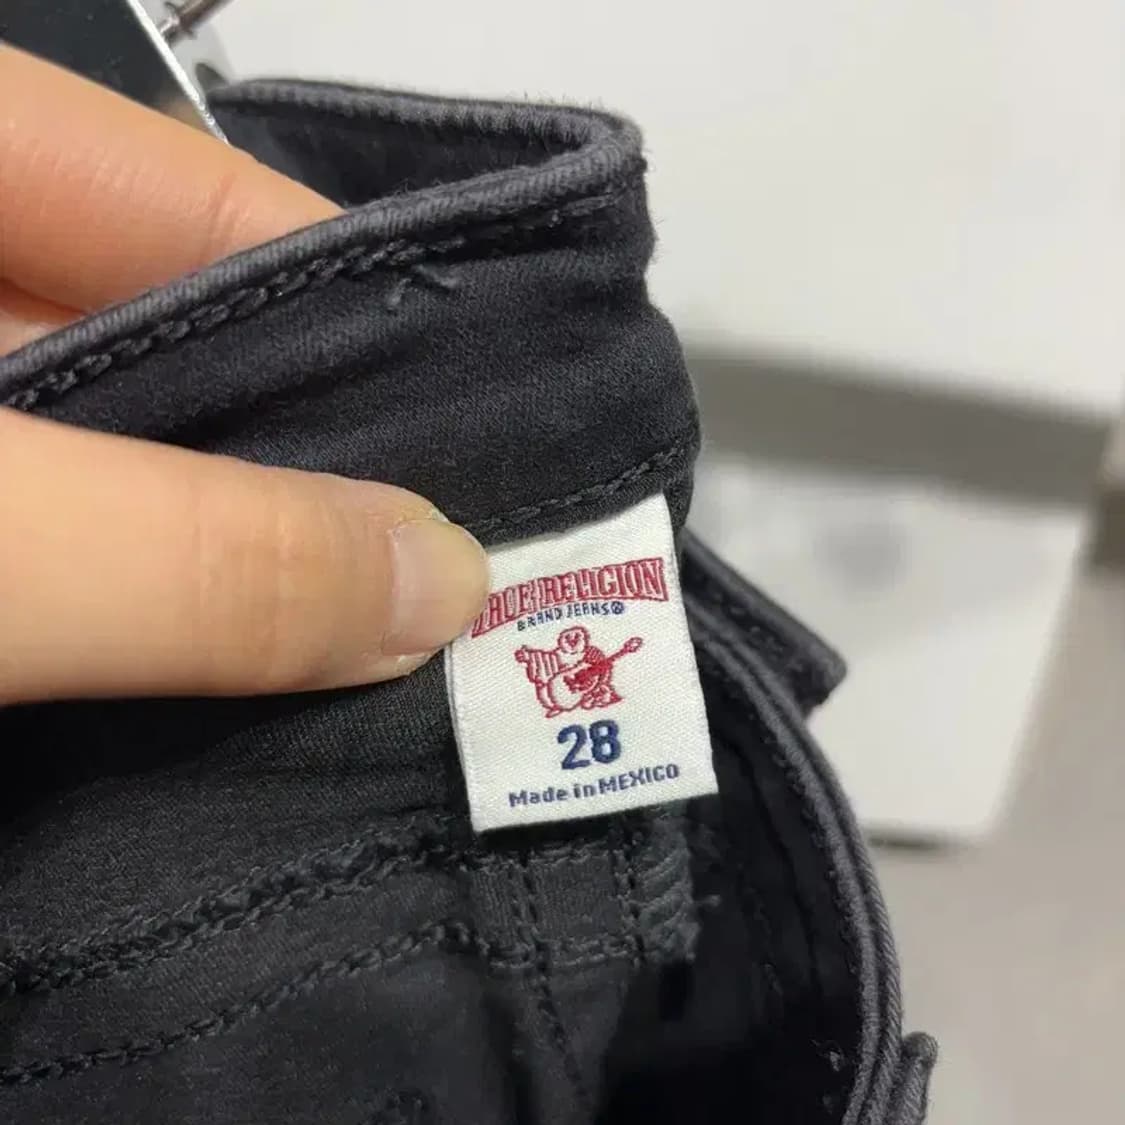 TRUE RELIGION
BRAND JEANS®
28
Made in MEXICO